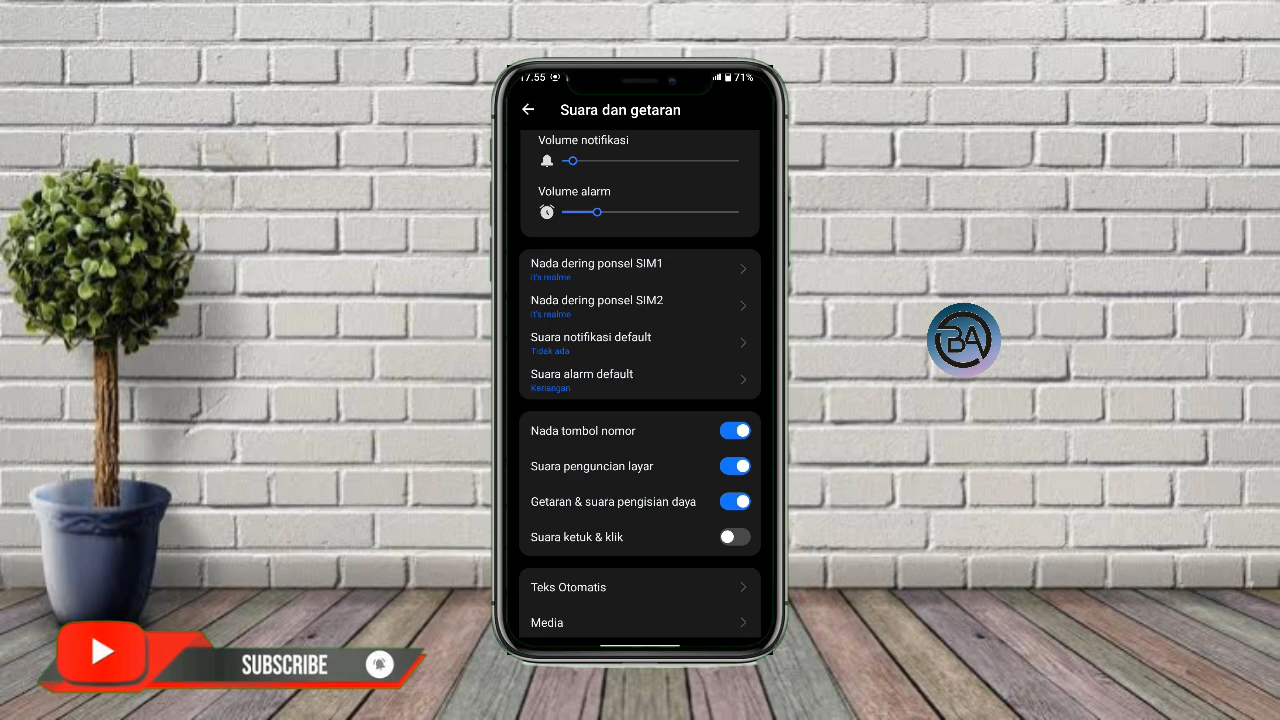 17.55
71%
Suara dan getaran
Volume notifikasi
Volume alarm
Nada dering ponsel SIM1
it's realme
Nada dering ponsel SIM2
it's realme
Suara notifikasi default
Tidak ada
Suara alarm default
Keriangan
Nada tombol nomor
Suara penguncian layar
Getaran & suara pengisian daya
Suara ketuk & klik
Teks Otomatis
Media
BA
SUBSCRIBE